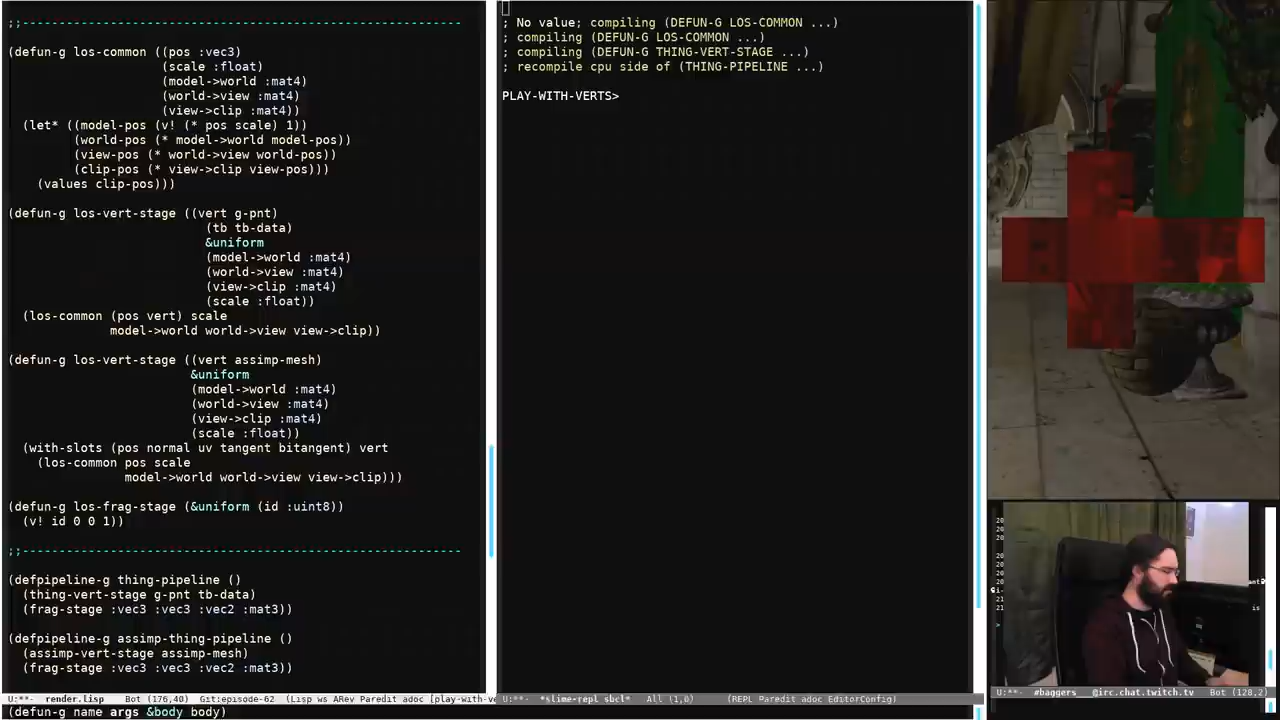 ;;------------------------------------------------------------
(defun-g los-common ((pos :vec3)
(scale :float)
(model->world :mat4)
(world->view :mat4)
(view->clip :mat4))
(let* ((model-pos (v! (* pos scale) 1))
(world-pos (* model->world model-pos))
(view-pos (* world->view world-pos))
(clip-pos (* view->clip view-pos)))
(values clip-pos)))
(defun-g los-vert-stage ((vert g-pnt)
(tb tb-data)
&uniform
(model->world :mat4)
(world->view :mat4)
(view->clip :mat4)
(scale :float))
(los-common (pos vert) scale
model->world world->view view->clip))
(defun-g los-vert-stage ((vert assimp-mesh)
&uniform
(model->world :mat4)
(world->view :mat4)
(view->clip :mat4)
(scale :float))
(with-slots (pos normal uv tangent bitangent) vert
(los-common pos scale
model->world world->view view->clip)))
(defun-g los-frag-stage (&uniform (id :uint8))
(v! id 0 0 1))
;;------------------------------------------------------------
(defpipeline-g thing-pipeline ()
(thing-vert-stage g-pnt tb-data)
(frag-stage :vec3 :vec3 :vec2 :mat3))
(defpipeline-g assimp-thing-pipeline ()
(assimp-vert-stage assimp-mesh)
(frag-stage :vec3 :vec3 :vec2 :mat3))
U:**- render.lisp Bot (176,40) Git:episode-62 (Lisp ws ARev Paredit adoc [play-with-ve
(defun-g name args &body body)
; No value; compiling (DEFUN-G LOS-COMMON ...)
; compiling (DEFUN-G LOS-COMMON ...)
; compiling (DEFUN-G THING-VERT-STAGE ...)
; recompile cpu side of (THING-PIPELINE ...)
PLAY-WITH-VERTS>
U:**- *slime-repl sbcl* All (1,0) (REPL Paredit adoc EditorConfig)
U:**- #baggers @irc.chat.twitch.tv Bot (128,2)